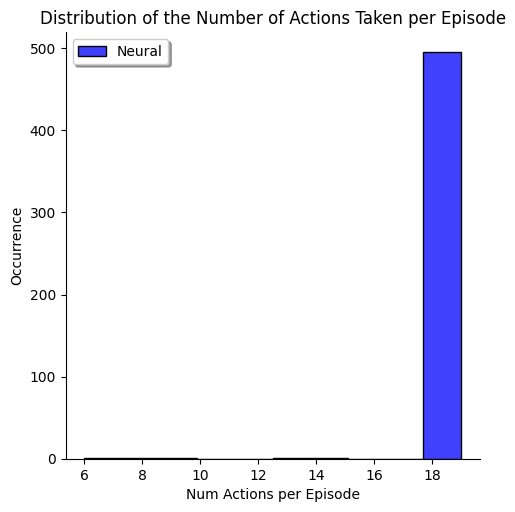 Distribution of the Number of Actions Taken per Episode
Neural
500
400
300
200
100
0
Occurrence
6 8 10 12 14 16 18
Num Actions per Episode